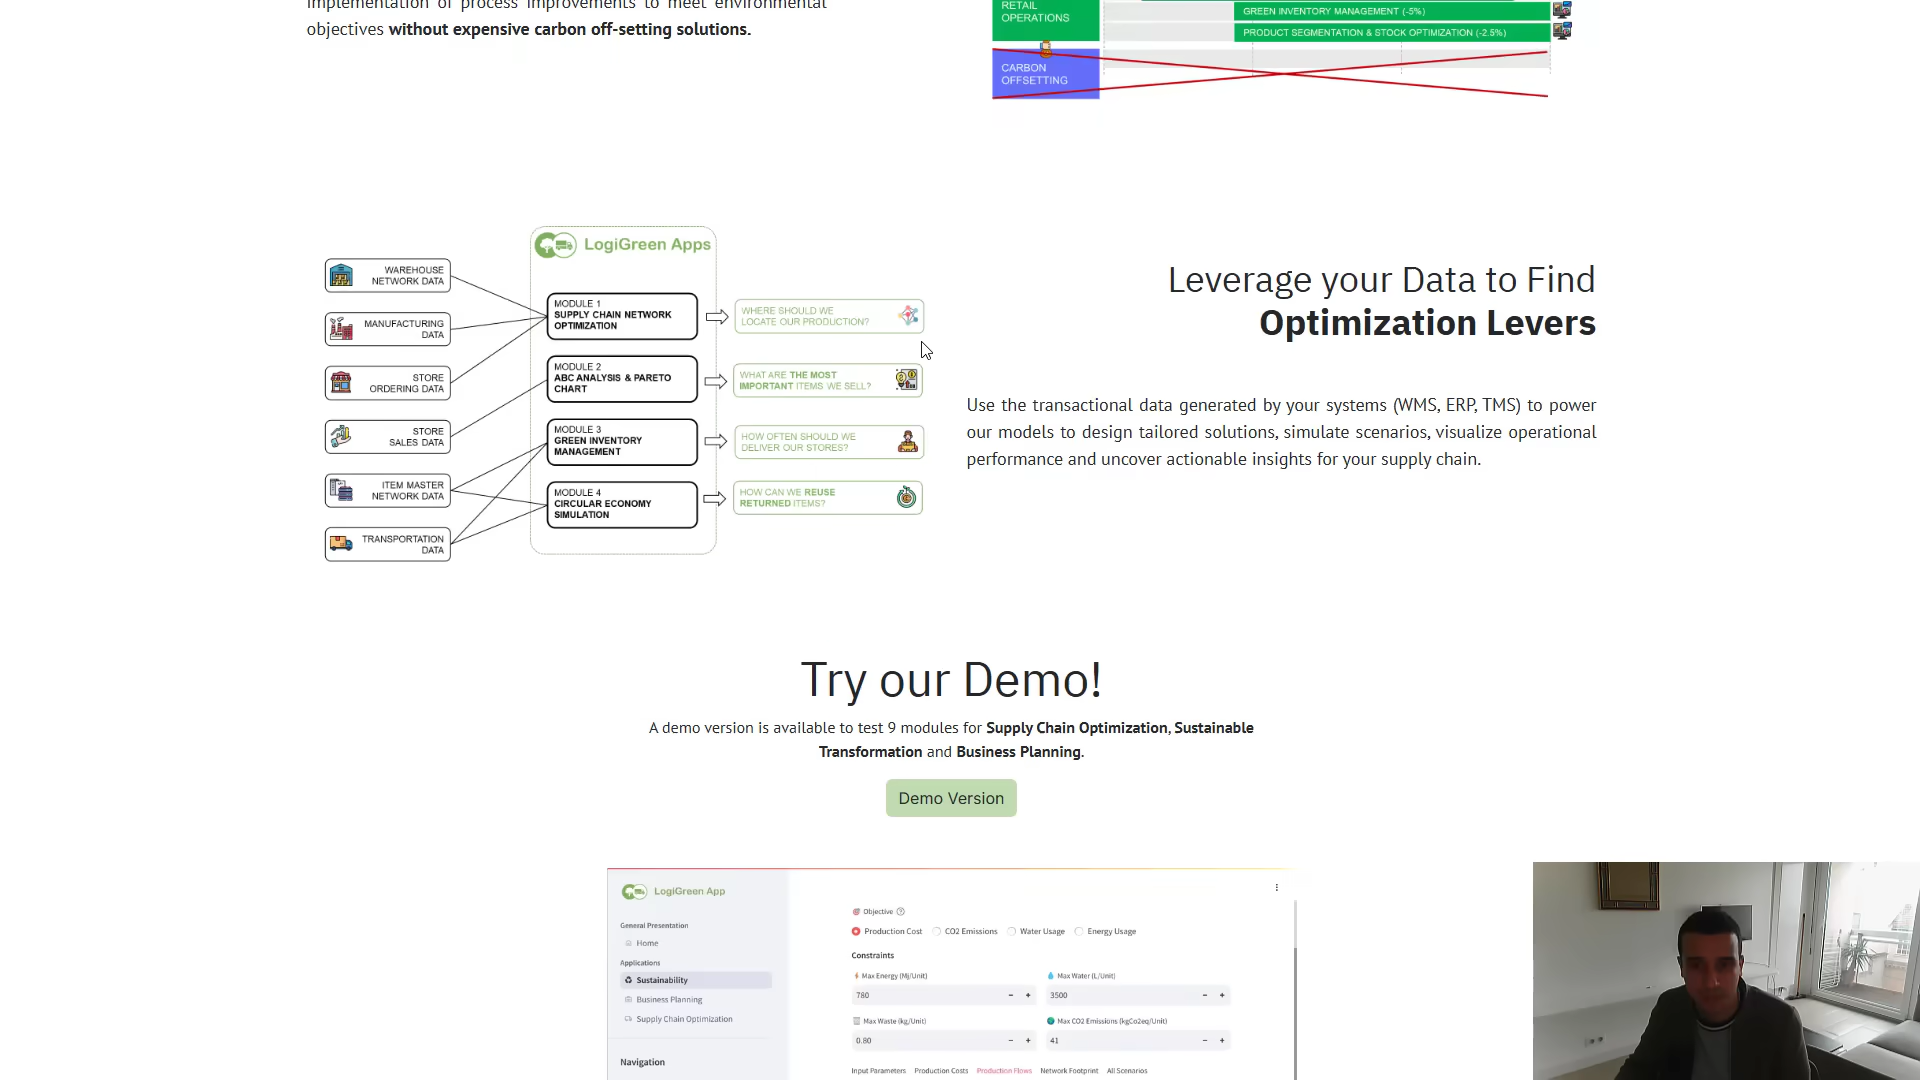 implementation of process improvements to meet environmental
objectives without expensive carbon off-setting solutions.
RETAIL
OPERATIONS
GREEN INVENTORY MANAGEMENT (-5%)
PRODUCT SEGMENTATION & STOCK OPTIMIZATION (-2.5%)
CARBON
OFFSETTING
WAREHOUSE
NETWORK DATA
MANUFACTURING
DATA
STORE
ORDERING DATA
STORE
SALES DATA
ITEM MASTER
NETWORK DATA
TRANSPORTATION
DATA
LogiGreen Apps
MODULE 1
SUPPLY CHAIN NETWORK
OPTIMIZATION
MODULE 2
ABC ANALYSIS & PARETO
CHART
MODULE 3
GREEN INVENTORY
MANAGEMENT
MODULE 4
CIRCULAR ECONOMY
SIMULATION
WHERE SHOULD WE
LOCATE OUR PRODUCTION?
WHAT ARE THE MOST
IMPORTANT ITEMS WE SELL?
HOW OFTEN SHOULD WE
DELIVER OUR STORES?
HOW CAN WE REUSE
RETURNED ITEMS?
Leverage your Data to Find
Optimization Levers
Use the transactional data generated by your systems (WMS, ERP, TMS) to power
our models to design tailored solutions, simulate scenarios, visualize operational
performance and uncover actionable insights for your supply chain.
Try our Demo!
A demo version is available to test 9 modules for Supply Chain Optimization, Sustainable
Transformation and Business Planning.
Demo Version
LogiGreen App
General Presentation
Home
Applications
Sustainability
Business Planning
Supply Chain Optimization
Navigation
Objective
Production Cost CO2 Emissions Water Usage Energy Usage
Constraints
Max Energy (Mj/Unit) Max Water (L/Unit)
780 - + 3500 - +
Max Waste (kg/Unit) Max CO2 Emissions (kgCo2eq/Unit)
0.80 - + 41 - +
Input Parameters Production Costs Production Flows Network Footprint All Scenarios